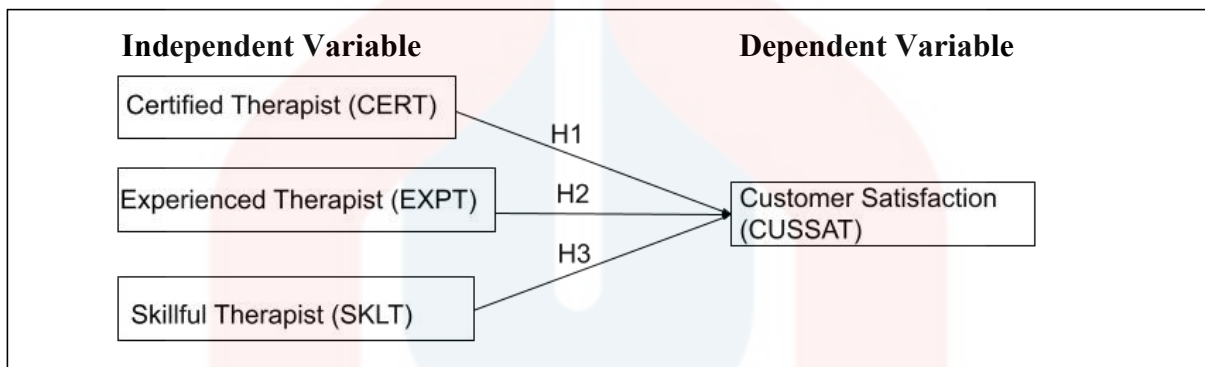 Independent Variable
Dependent Variable
Certified Therapist (CERT)
H1
Experienced Therapist (EXPT)
H2
Customer Satisfaction
(CUSSAT)
H3
Skillful Therapist (SKLT)